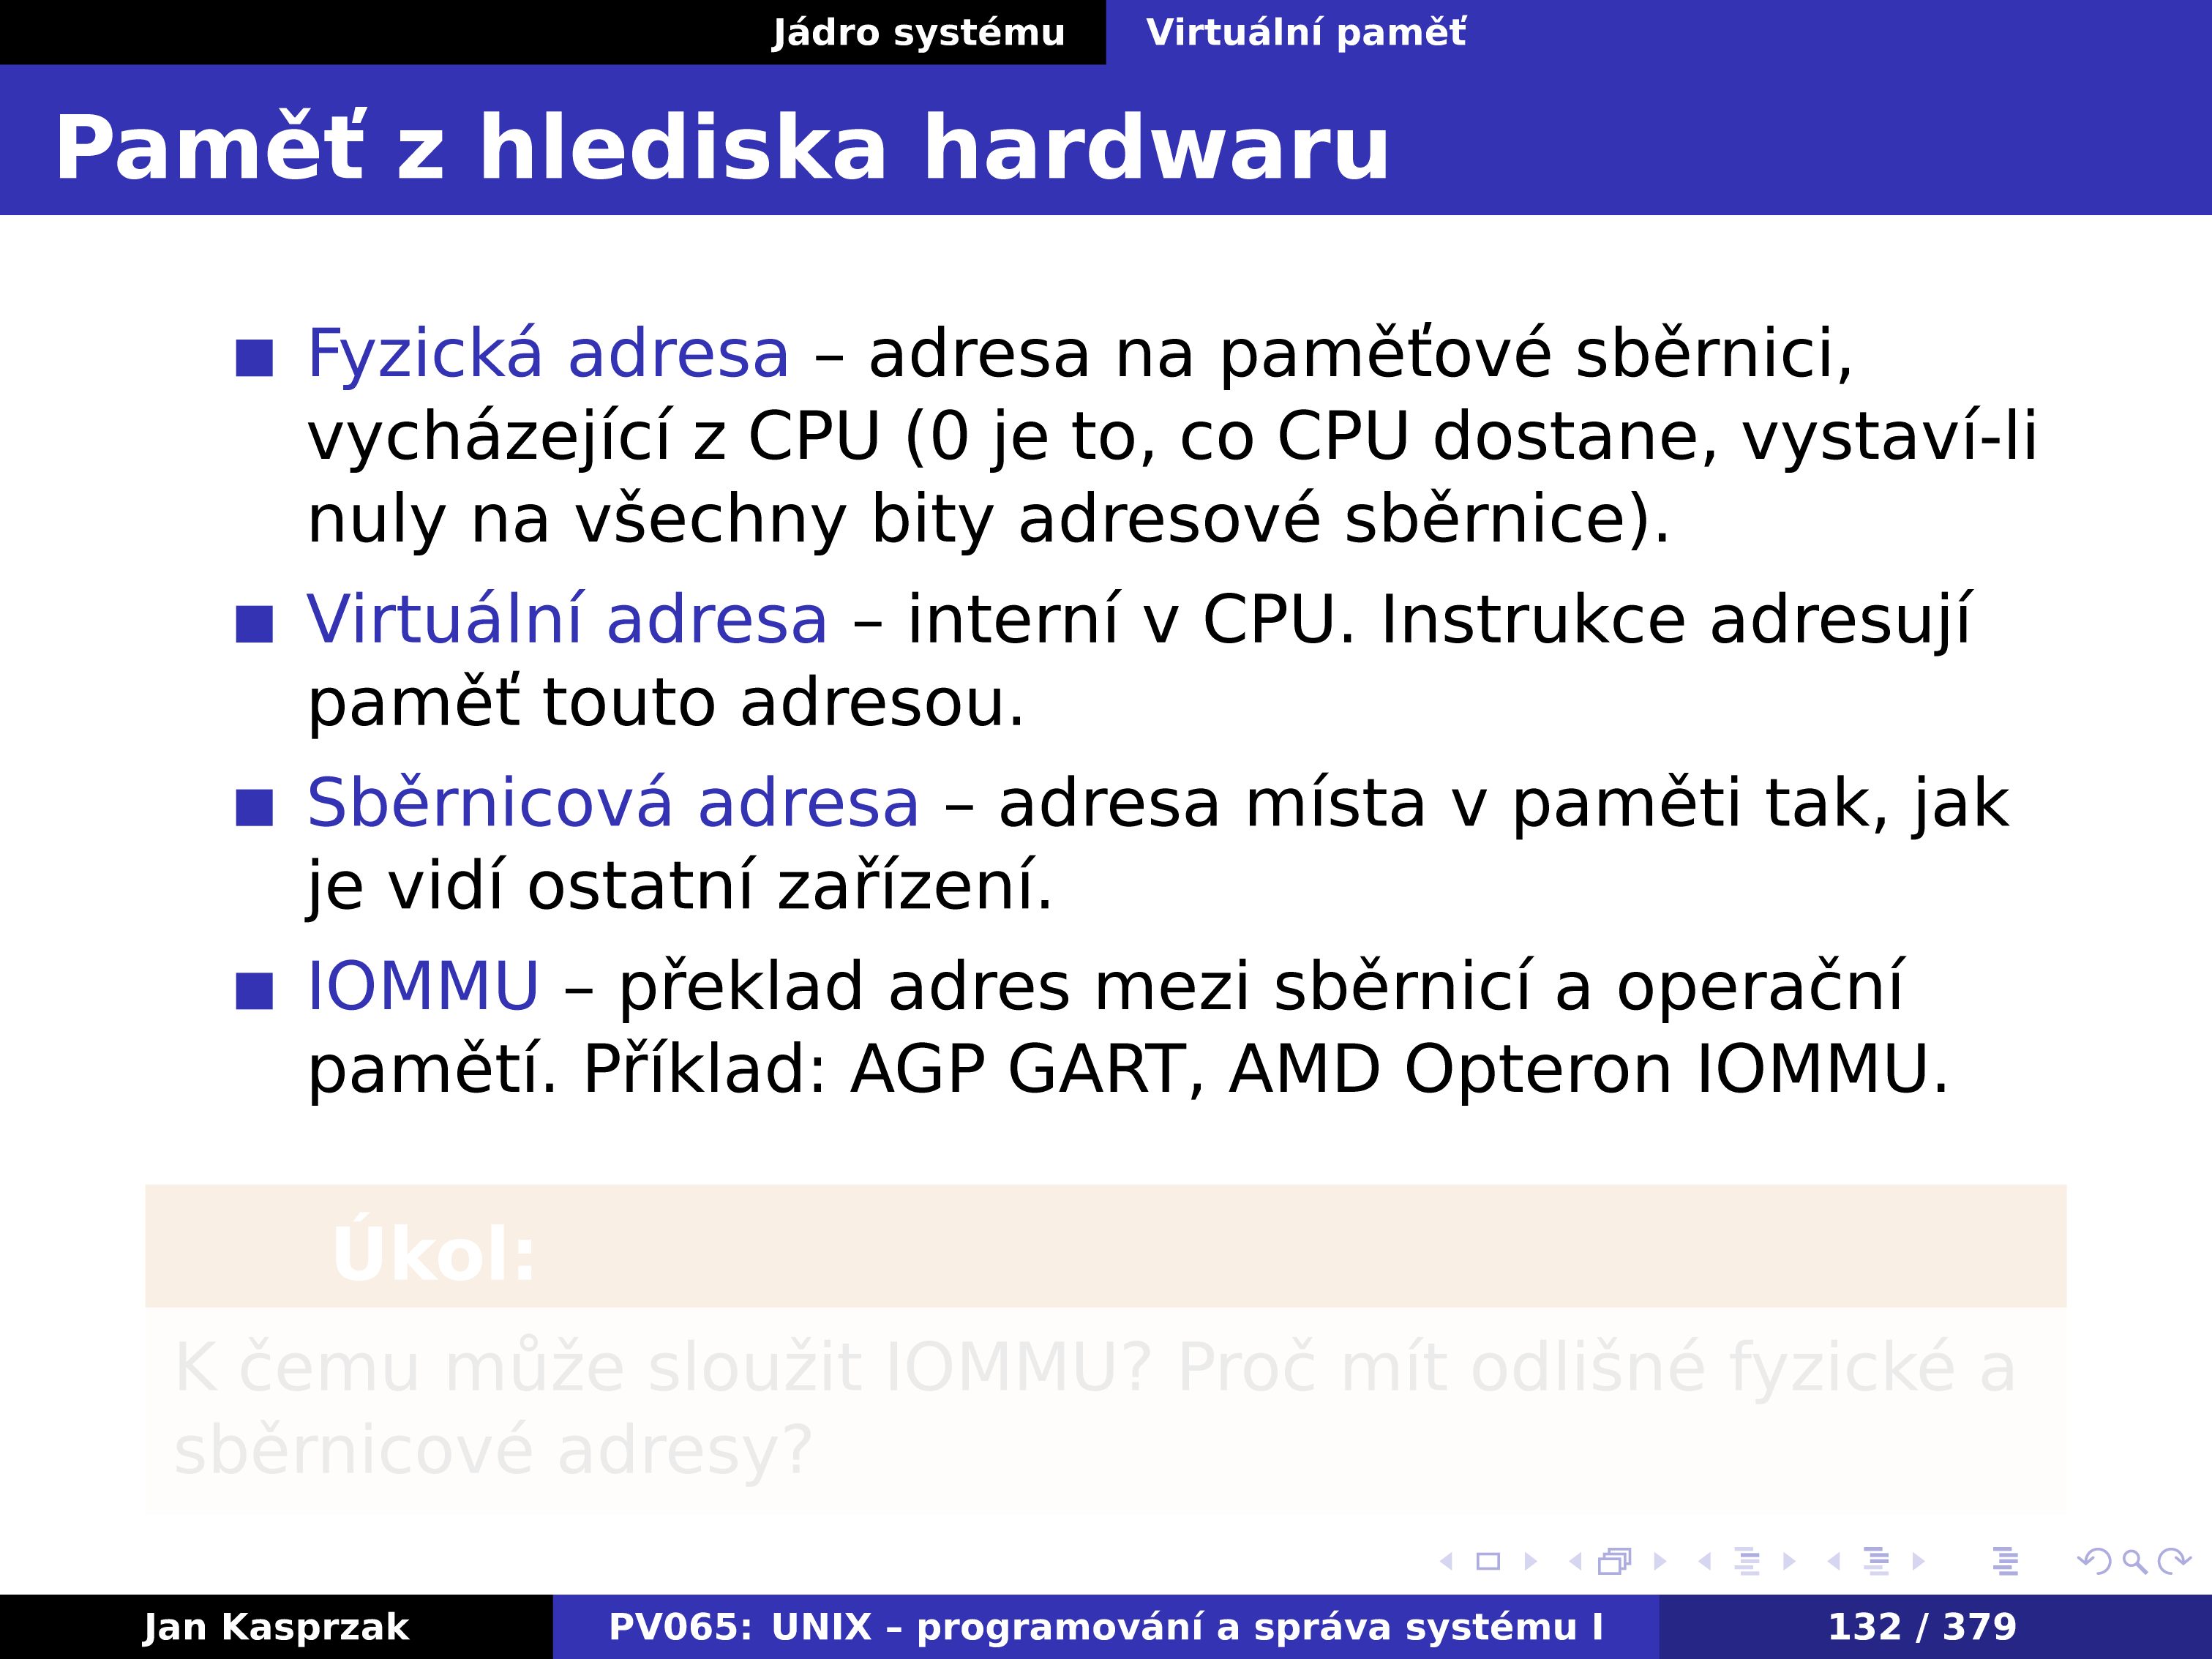 Jádro systému Virtuální paměť
Paměť z hlediska hardwaru
Fyzická adresa – adresa na paměťové sběrnici,
vycházející z CPU (0 je to, co CPU dostane, vystaví-li
nuly na všechny bity adresové sběrnice).
Virtuální adresa – interní v CPU. Instrukce adresují
paměť touto adresou.
Sběrnicová adresa – adresa místa v paměti tak, jak
je vidí ostatní zařízení.
IOMMU – překlad adres mezi sběrnicí a operační
pamětí. Příklad: AGP GART, AMD Opteron IOMMU.
Úkol:
K čemu může sloužit IOMMU? Proč mít odlišné fyzické a
sběrnicové adresy?
Jan Kasprzak PV065: UNIX – programování a správa systému I 132 / 379